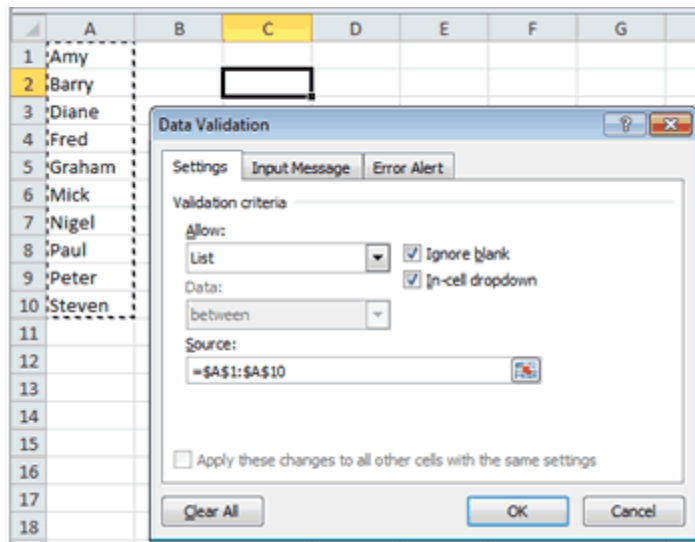 A B C D E F G
1 Amy
2 Barry
3 Diane
4 Fred
5 Graham
6 Mick
7 Nigel
8 Paul
9 Peter
10 Steven
11
12
13
14
15
16
17
18
Data Validation
?
Settings Input Message Error Alert
Validation criteria
Allow:
List
Ignore blank
Data:
In-cell dropdown
between
Source:
=$A$1:$A$10
Apply these changes to all other cells with the same settings
Clear All OK Cancel